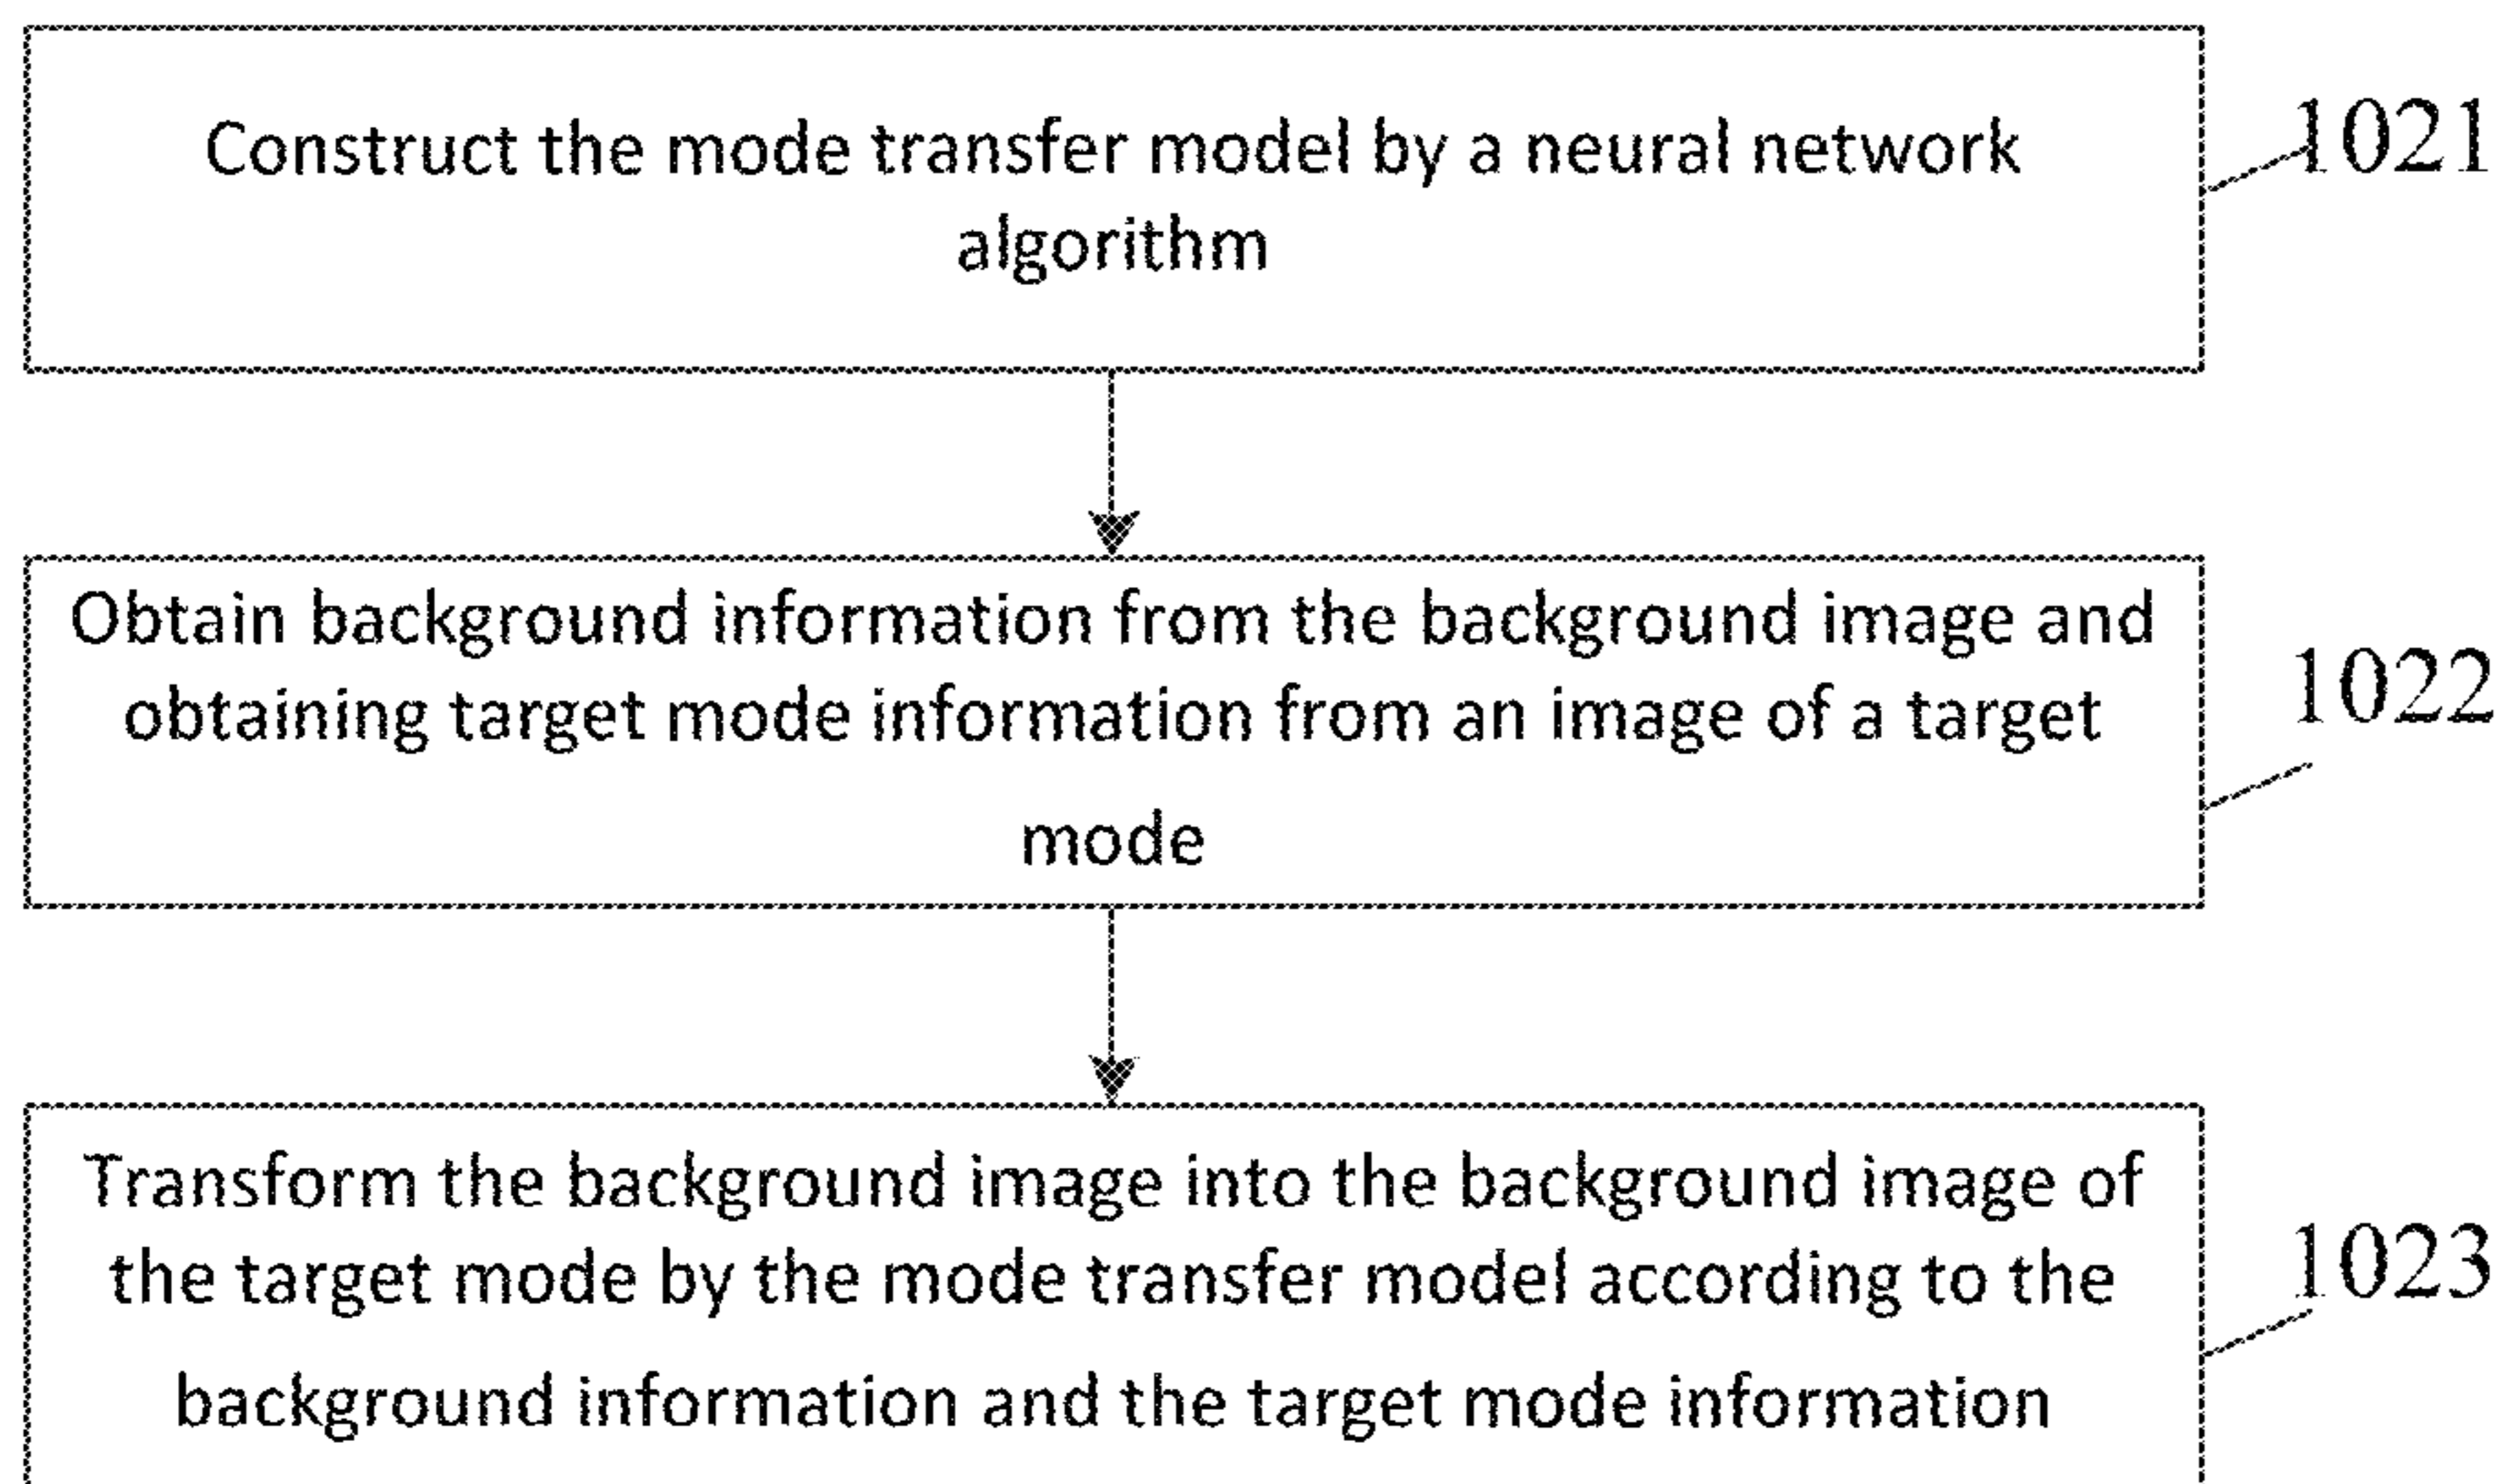 Construct the mode transfer model by a neural network
algorithm
1021
Obtain background information from the background image and
obtaining target mode information from an image of a target
mode
1022
Transform the background image into the background image of
the target mode by the mode transfer model according to the
background information and the target mode information
1023